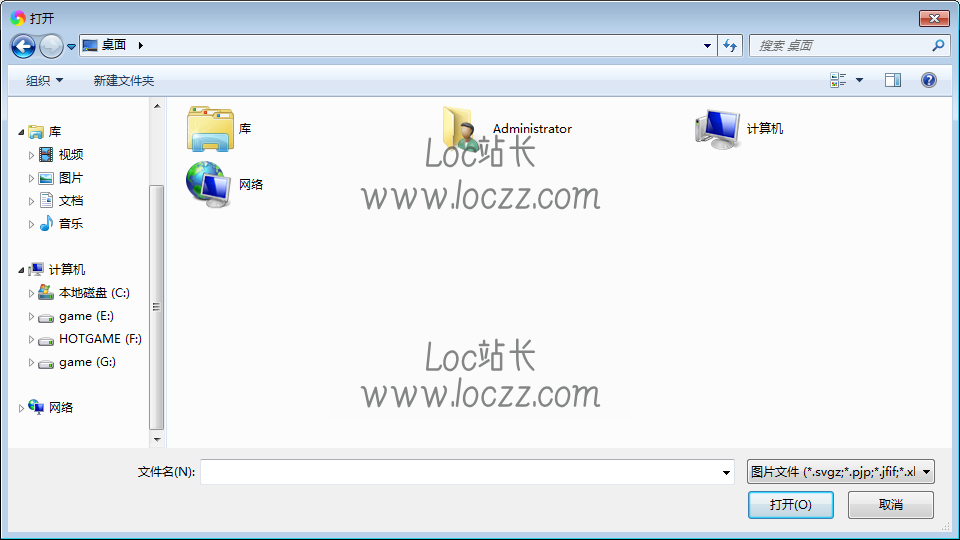 打开
桌面
搜索 桌面
组织 新建文件夹
库
视频
图片
文档
音乐
计算机
本地磁盘 (C:)
game (E:)
HOTGAME (F:)
game (G:)
网络
库 Administrator 计算机
网络
Loc站长
www.loczz.com
Loc站长
www.loczz.com
文件名(N):
图片文件 (*.svgz;*.pjp;*.jfif;*.xl
打开(O) 取消